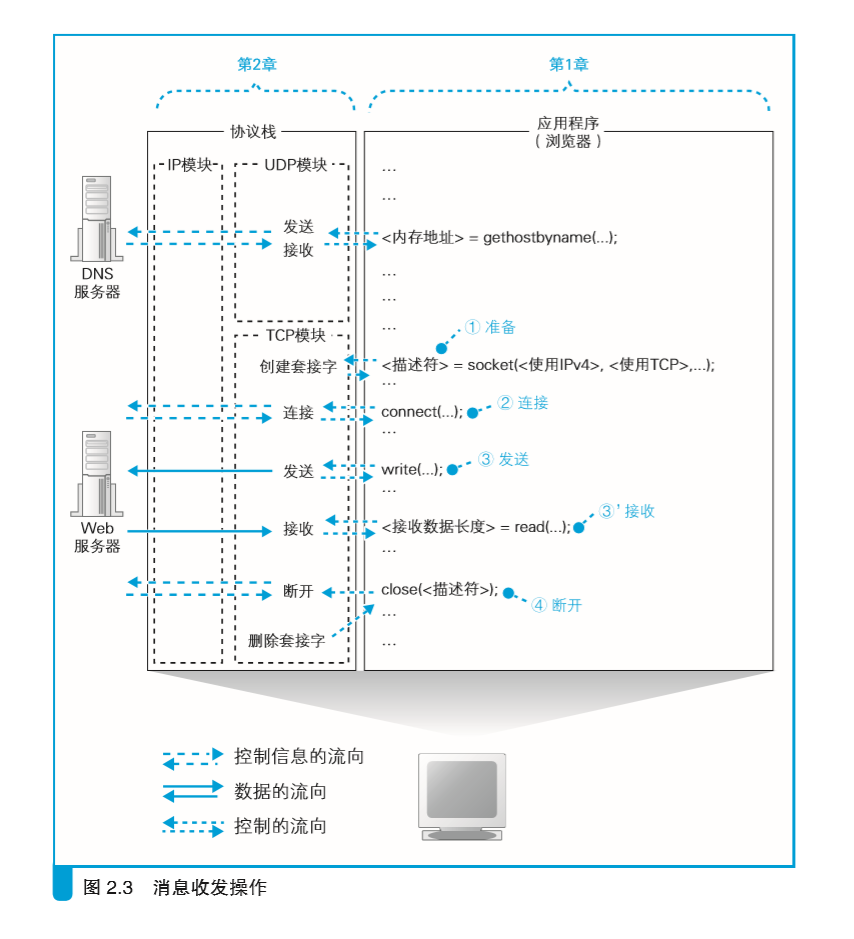 第2章
第1章
协议栈
应用程序
（浏览器）
IP模块
UDP模块
...
...
发送
接收
<内存地址> = gethostbyname(...);
DNS
服务器
...
...
...
① 准备
TCP模块
创建套接字
<描述符> = socket(<使用IPv4>, <使用TCP>,...);
...
② 连接
连接
connect(...);
...
③ 发送
发送
write(...);
...
③' 接收
Web
服务器
接收
<接收数据长度> = read(...);
...
断开
close(<描述符>);
④ 断开
...
删除套接字
...
控制信息的流向
数据的流向
控制的流向
图 2.3 消息收发操作